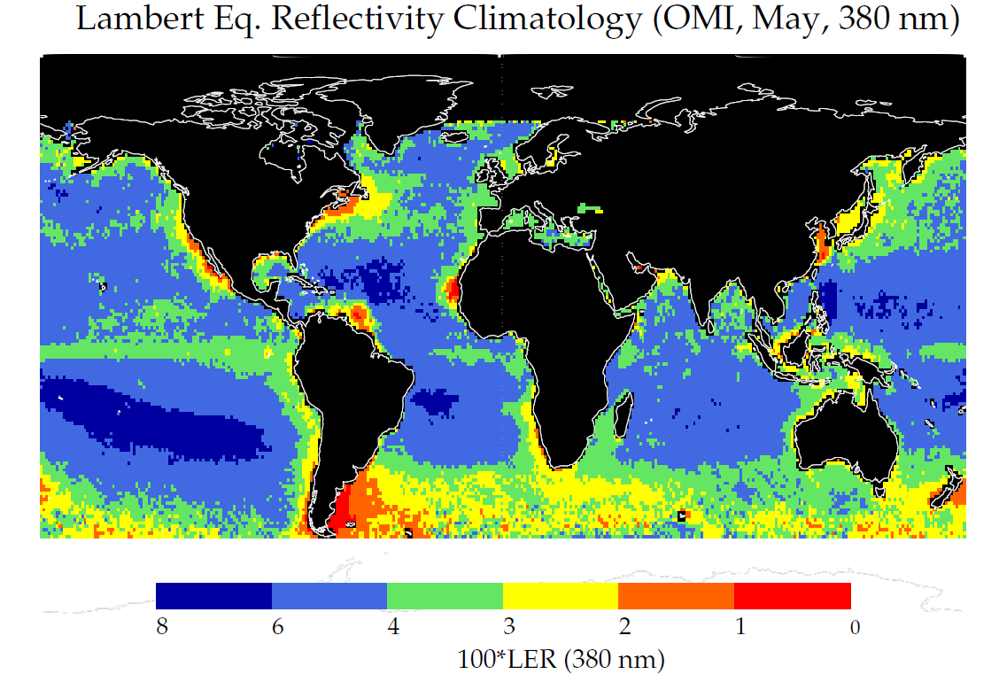 Lambert Eq. Reflectivity Climatology (OMI, May, 380 nm)
8 6 4 3 2 1 0
100*LER (380 nm)